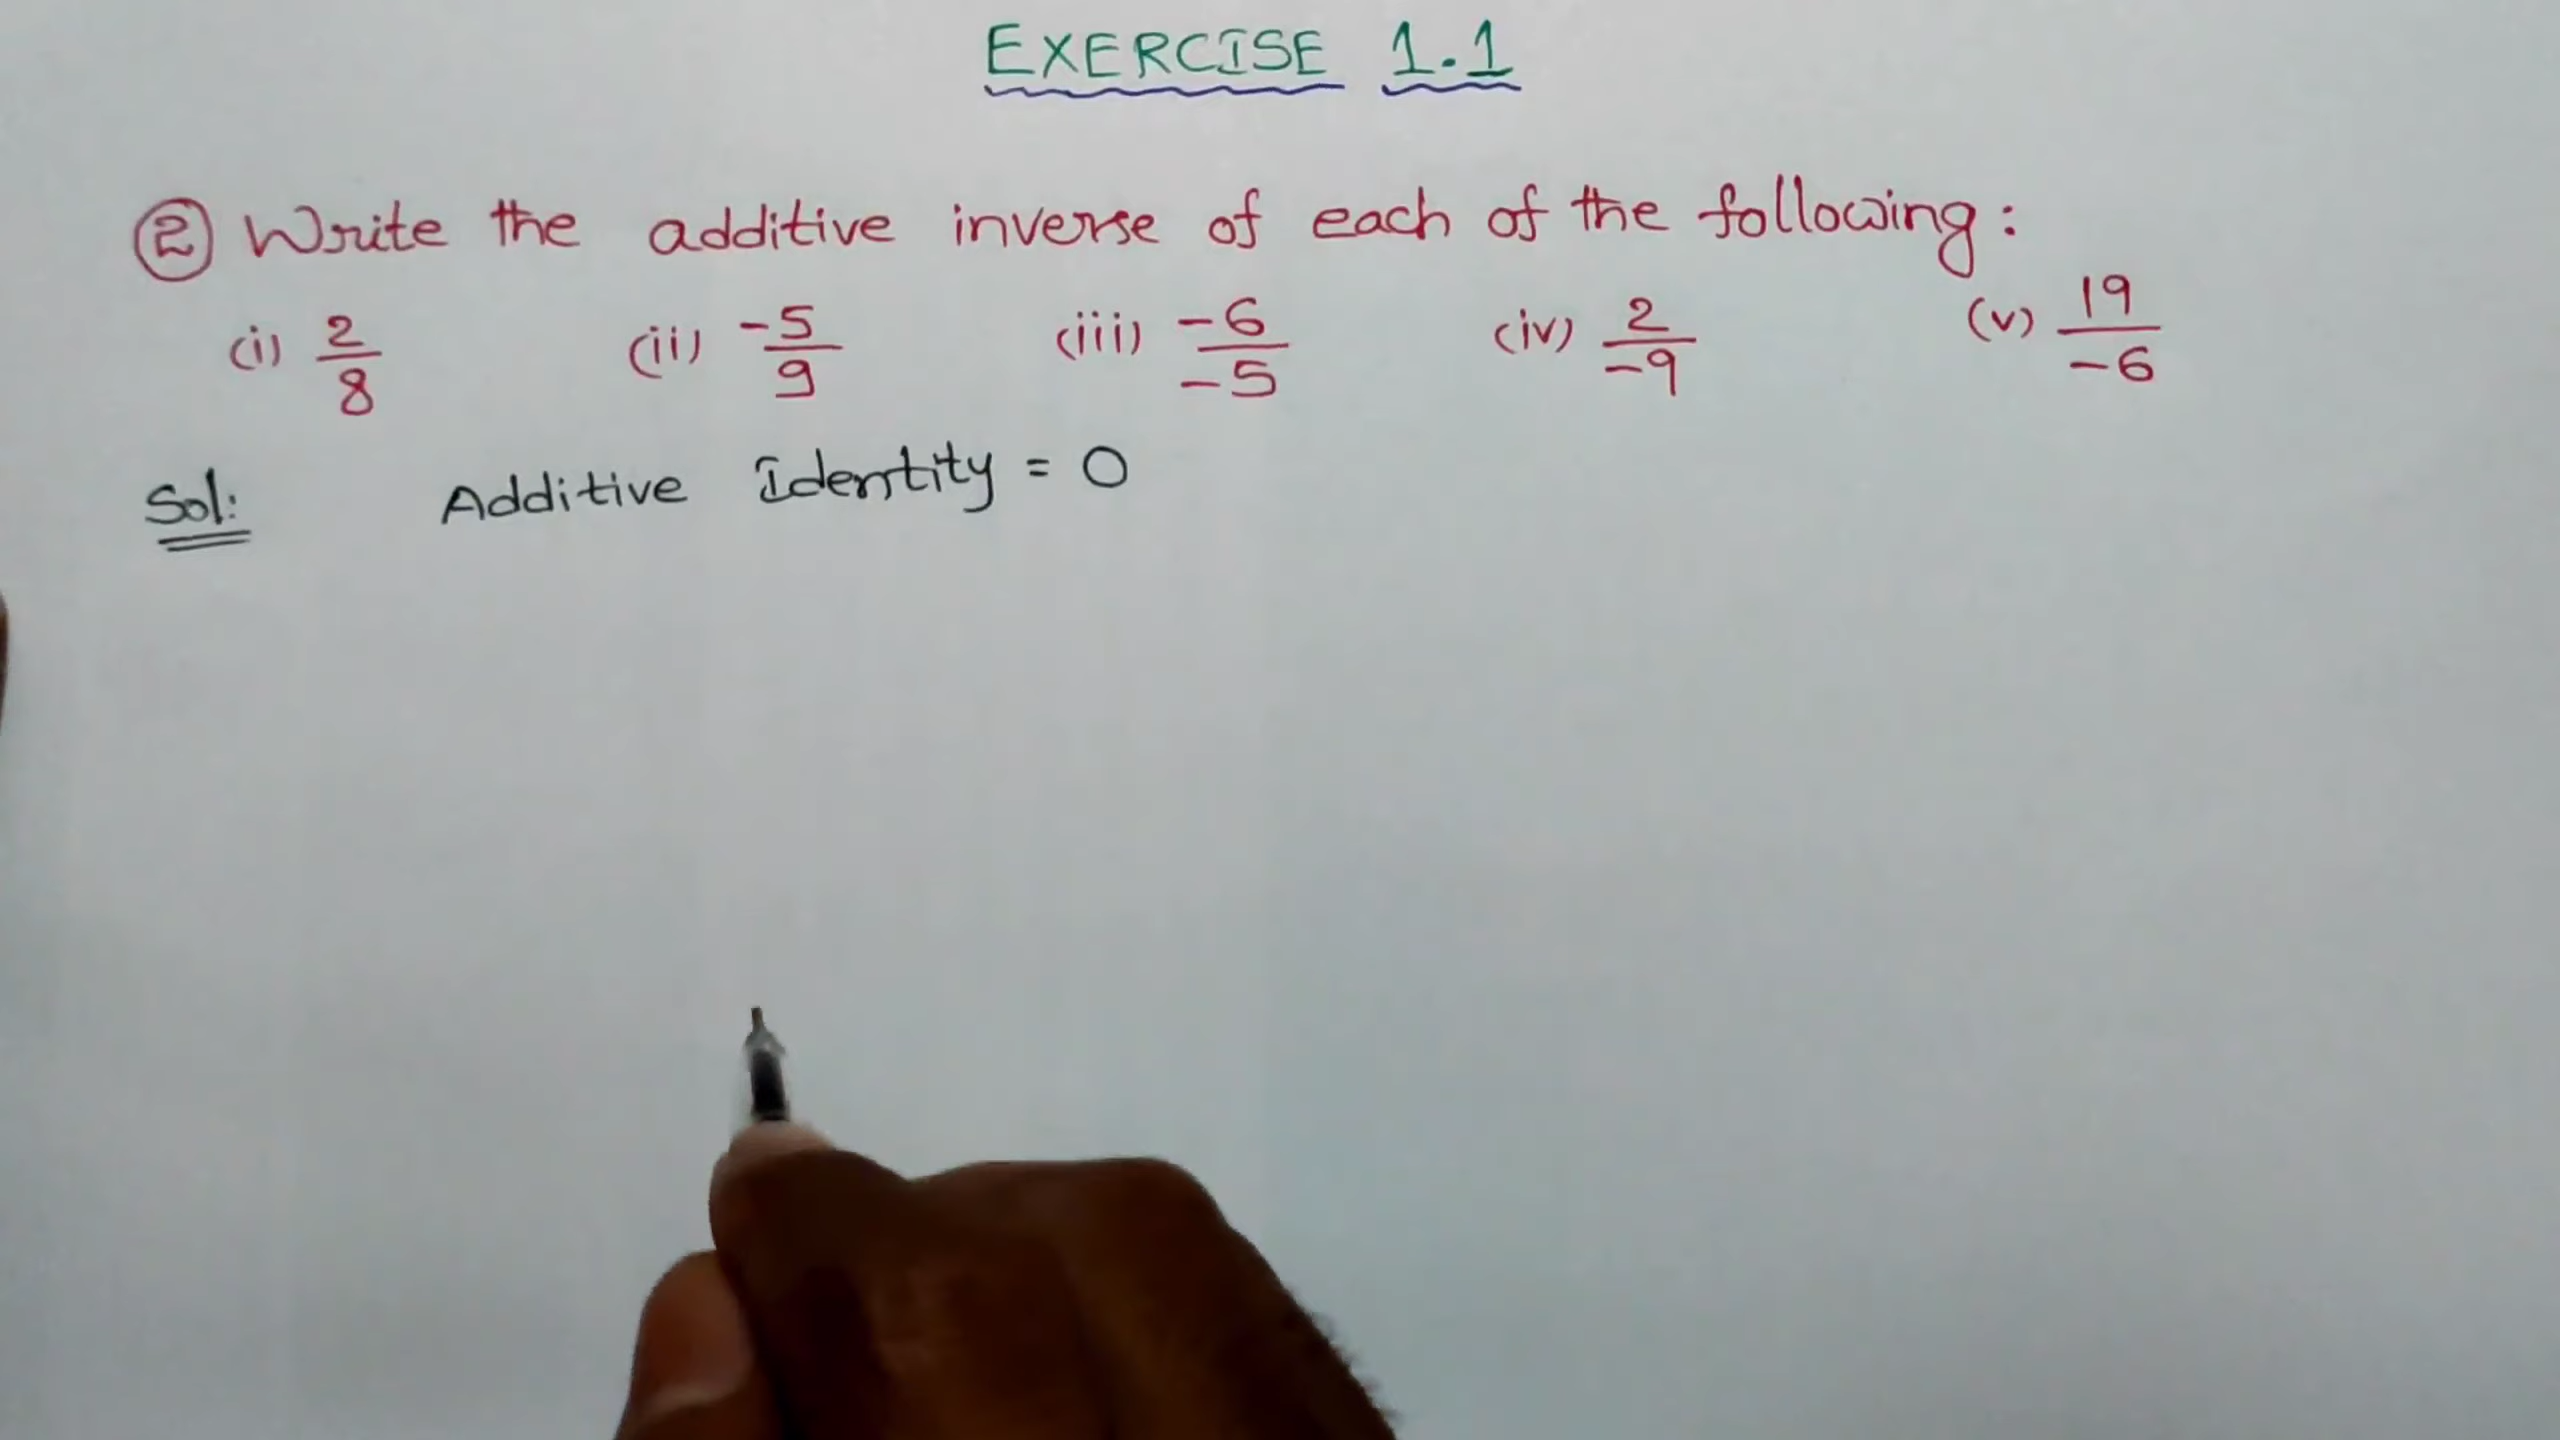 EXERCISE 1.1
② Write the additive inverse of each of the following:
(i) 2/8 (ii) -5/9 (iii) -6/-5 (iv) 2/-9 (v) 19/-6
Sol: Additive Identity = 0